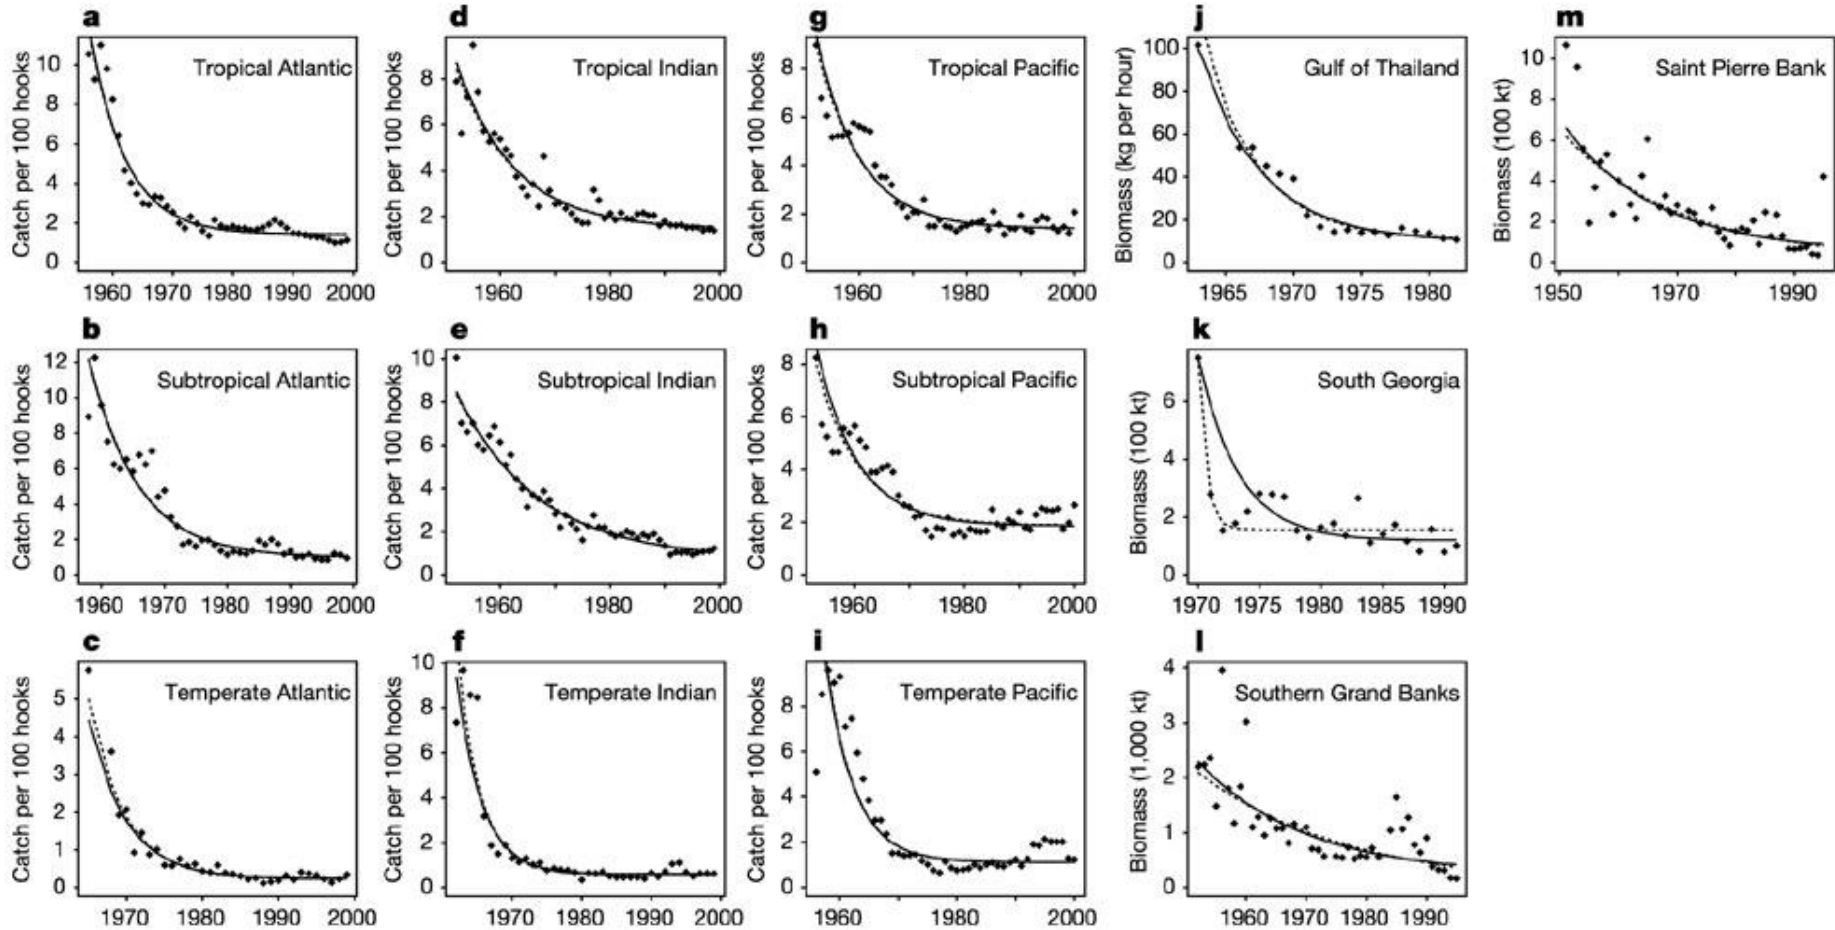 a
Catch per 100 hooks
10
8
6
4
2
0
Tropical Atlantic
1960 1970 1980 1990 2000
d
Catch per 100 hooks
8
6
4
2
0
Tropical Indian
1960 1980 2000
g
Catch per 100 hooks
8
6
4
2
0
Tropical Pacific
1960 1980 2000
j
Biomass (kg per hour)
100
80
60
40
20
0
Gulf of Thailand
1965 1970 1975 1980
m
Biomass (100 kt)
10
8
6
4
2
0
Saint Pierre Bank
1950 1970 1990
b
Catch per 100 hooks
12
10
8
6
4
2
0
Subtropical Atlantic
1960 1970 1980 1990 2000
e
Catch per 100 hooks
10
8
6
4
2
0
Subtropical Indian
1960 1980 2000
h
Catch per 100 hooks
8
6
4
2
0
Subtropical Pacific
1960 1980 2000
k
Biomass (100 kt)
6
4
2
0
South Georgia
1970 1975 1980 1985 1990
c
Catch per 100 hooks
5
4
3
2
1
0
Temperate Atlantic
1970 1980 1990 2000
f
Catch per 100 hooks
10
8
6
4
2
0
Temperate Indian
1970 1980 1990 2000
i
Catch per 100 hooks
8
6
4
2
0
Temperate Pacific
1960 1980 2000
l
Biomass (1,000 kt)
4
3
2
1
0
Southern Grand Banks
1960 1970 1980 1990